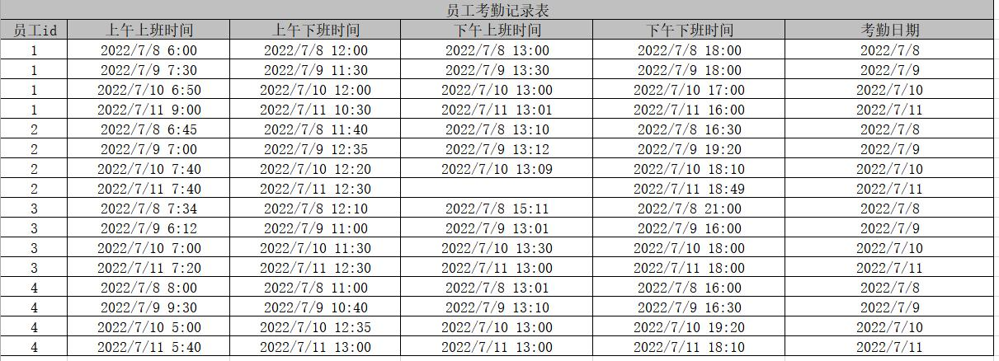 员工考勤记录表
员工id 上午上班时间 上午下班时间 下午上班时间 下午下班时间 考勤日期
1 2022/7/8 6:00 2022/7/8 12:00 2022/7/8 13:00 2022/7/8 18:00 2022/7/8
1 2022/7/9 7:30 2022/7/9 11:30 2022/7/9 13:30 2022/7/9 18:00 2022/7/9
1 2022/7/10 6:50 2022/7/10 12:00 2022/7/10 13:00 2022/7/10 17:00 2022/7/10
1 2022/7/11 9:00 2022/7/11 10:30 2022/7/11 13:01 2022/7/11 16:00 2022/7/11
2 2022/7/8 6:45 2022/7/8 11:40 2022/7/8 13:10 2022/7/8 16:30 2022/7/8
2 2022/7/9 7:00 2022/7/9 12:35 2022/7/9 13:12 2022/7/9 19:20 2022/7/9
2 2022/7/10 7:40 2022/7/10 12:20 2022/7/10 13:09 2022/7/10 18:10 2022/7/10
2 2022/7/11 7:40 2022/7/11 12:30 2022/7/11 18:49 2022/7/11
3 2022/7/8 7:34 2022/7/8 12:10 2022/7/8 15:11 2022/7/8 21:00 2022/7/8
3 2022/7/9 6:12 2022/7/9 11:00 2022/7/9 13:01 2022/7/9 16:00 2022/7/9
3 2022/7/10 7:00 2022/7/10 11:30 2022/7/10 13:30 2022/7/10 18:00 2022/7/10
3 2022/7/11 7:20 2022/7/11 12:30 2022/7/11 13:00 2022/7/11 18:00 2022/7/11
4 2022/7/8 8:00 2022/7/8 11:00 2022/7/8 13:01 2022/7/8 16:00 2022/7/8
4 2022/7/9 9:30 2022/7/9 10:40 2022/7/9 13:10 2022/7/9 16:30 2022/7/9
4 2022/7/10 5:00 2022/7/10 12:35 2022/7/10 13:00 2022/7/10 19:20 2022/7/10
4 2022/7/11 5:40 2022/7/11 13:00 2022/7/11 13:00 2022/7/11 18:10 2022/7/11